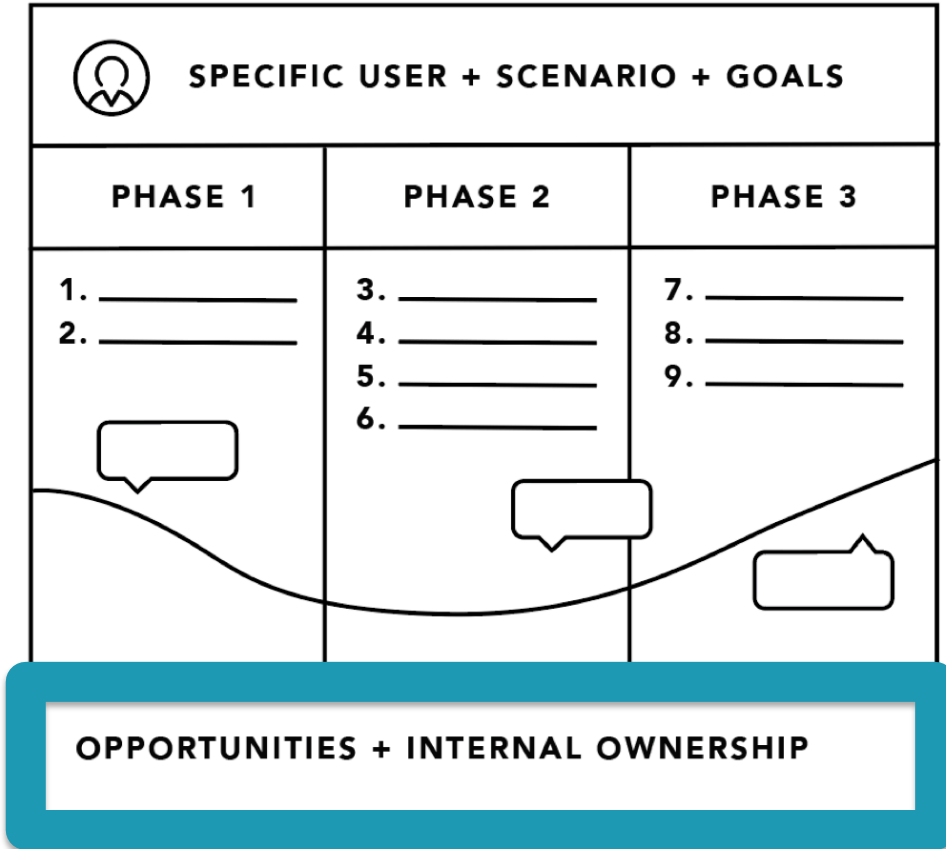 SPECIFIC USER + SCENARIO + GOALS
PHASE 1
PHASE 2
PHASE 3
1.
2.
3.
4.
5.
6.
7.
8.
9.
OPPORTUNITIES + INTERNAL OWNERSHIP